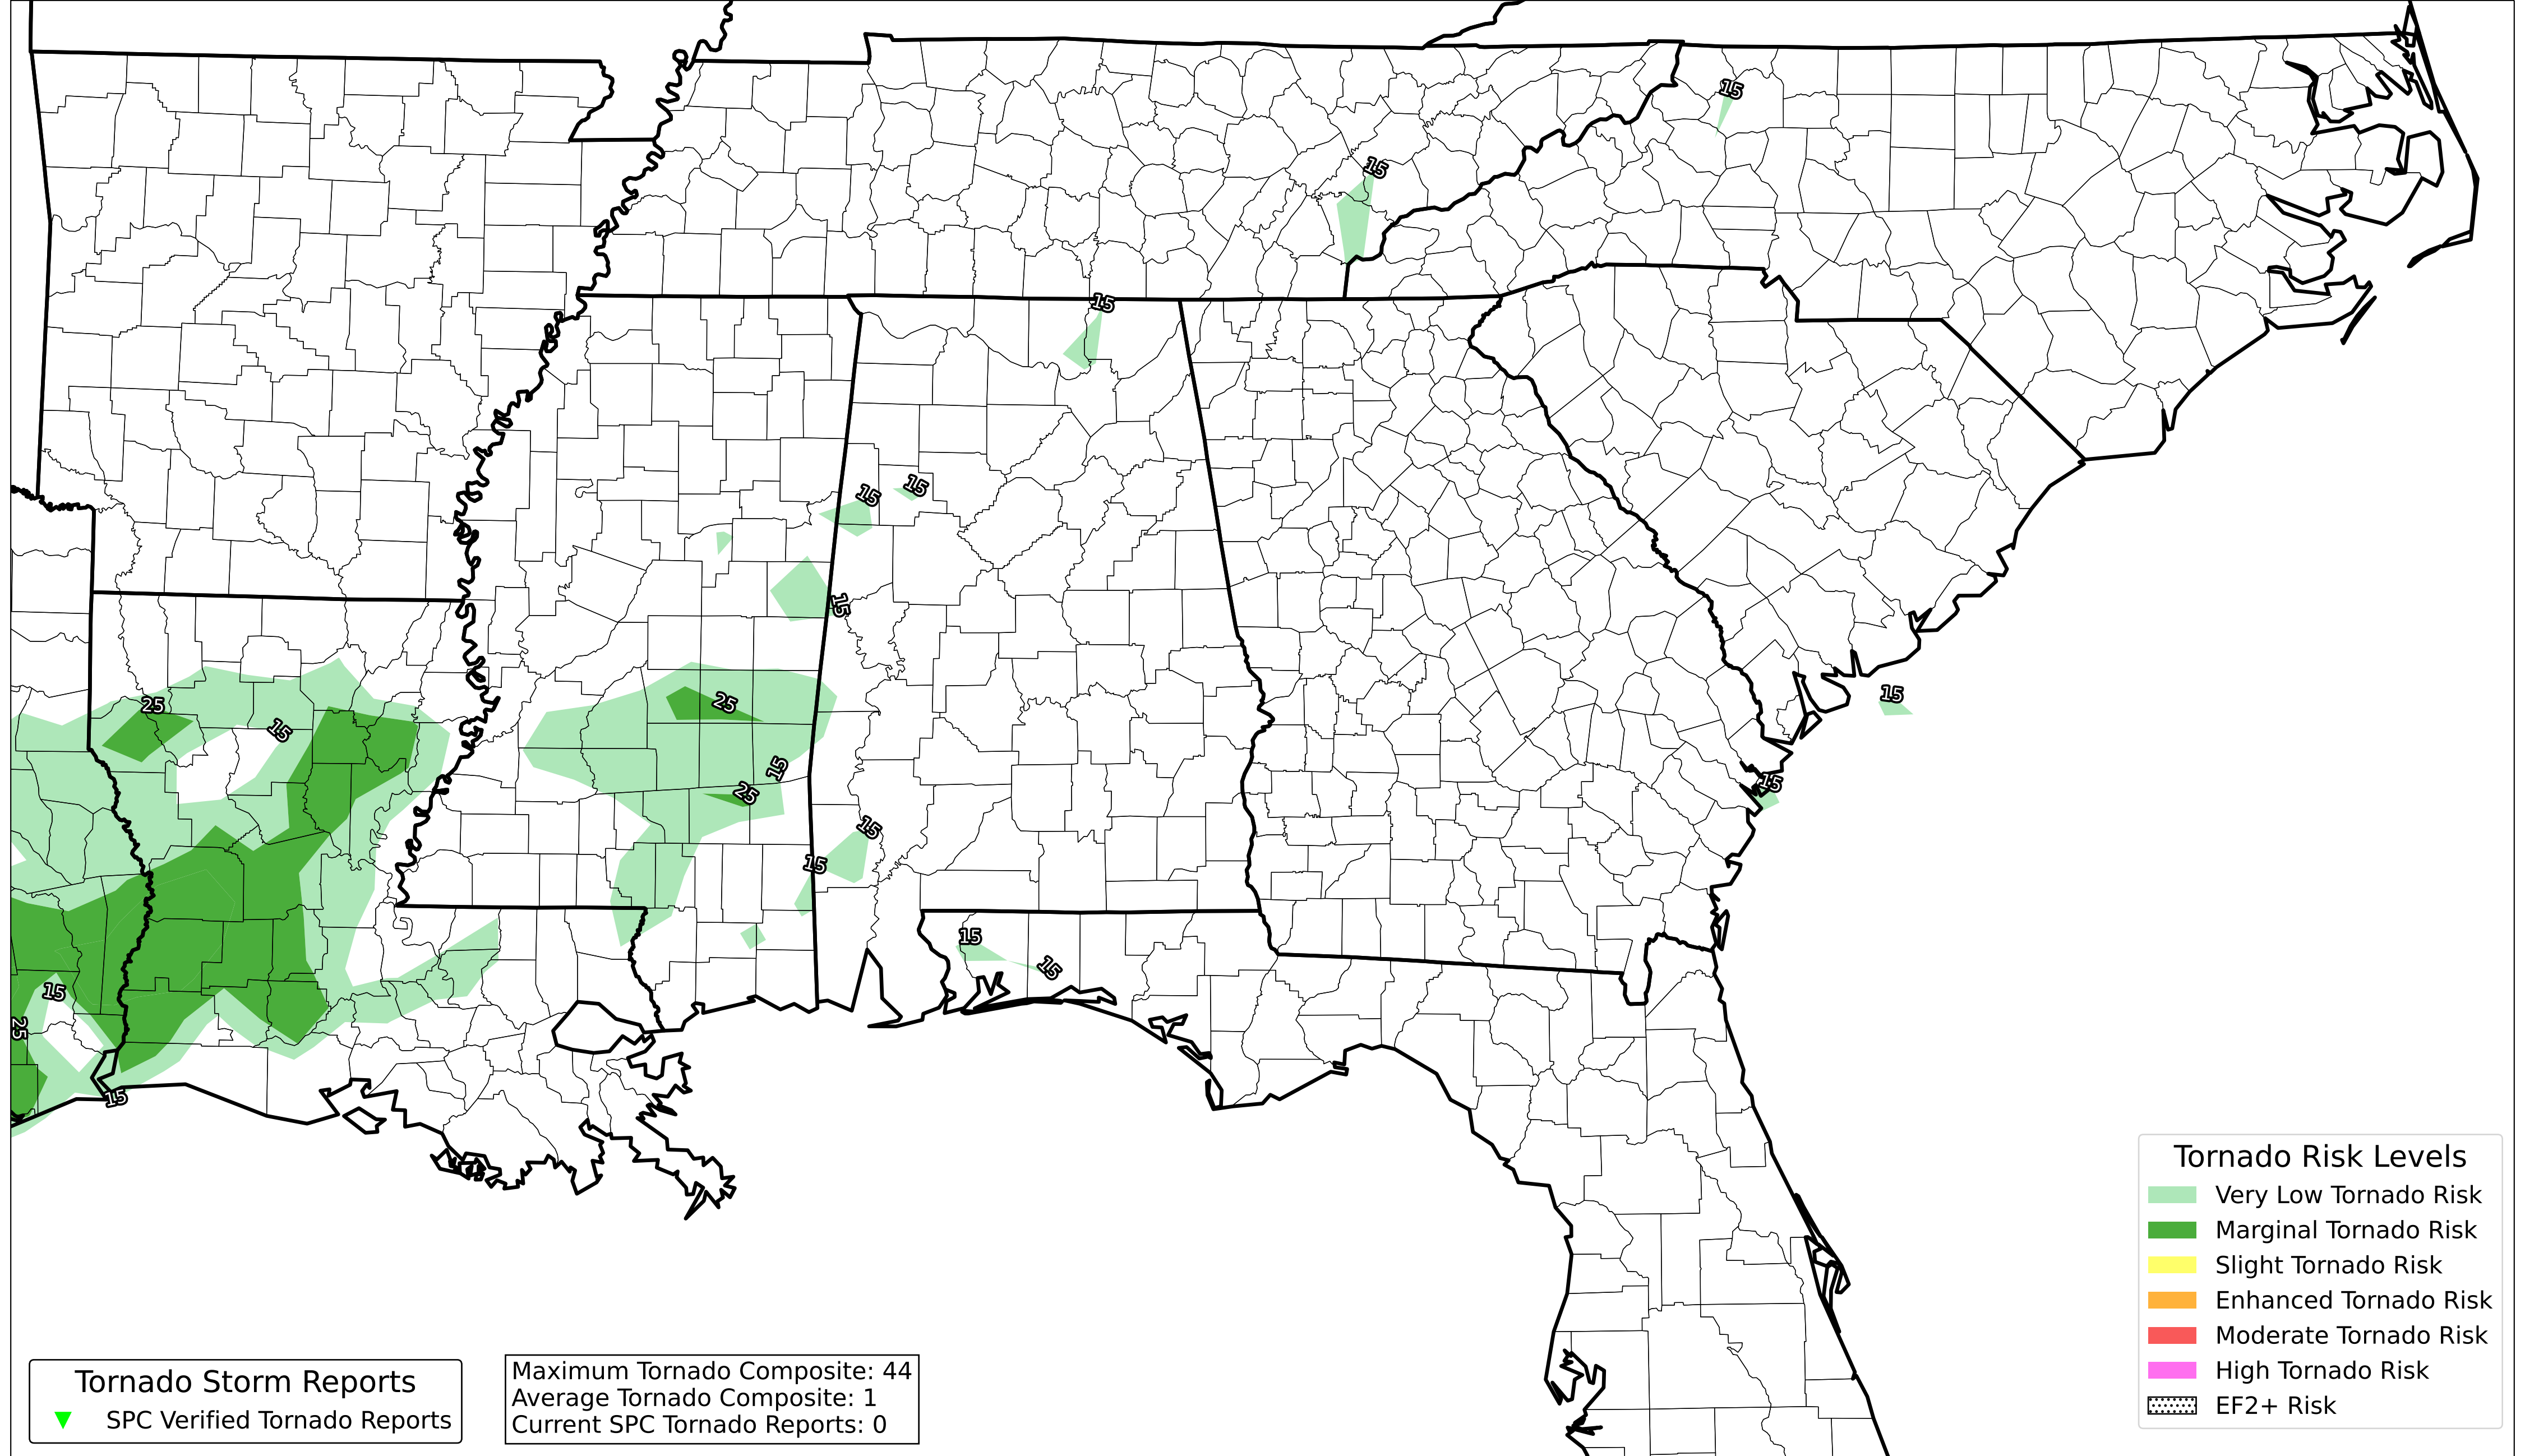 15
15
15
15
15
15
25
15
25
15
15
25
15
15
15
15
15
15
25
15
Tornado Risk Levels
Very Low Tornado Risk
Marginal Tornado Risk
Slight Tornado Risk
Enhanced Tornado Risk
Moderate Tornado Risk
High Tornado Risk
EF2+ Risk
Tornado Storm Reports
SPC Verified Tornado Reports
Maximum Tornado Composite: 44
Average Tornado Composite: 1
Current SPC Tornado Reports: 0